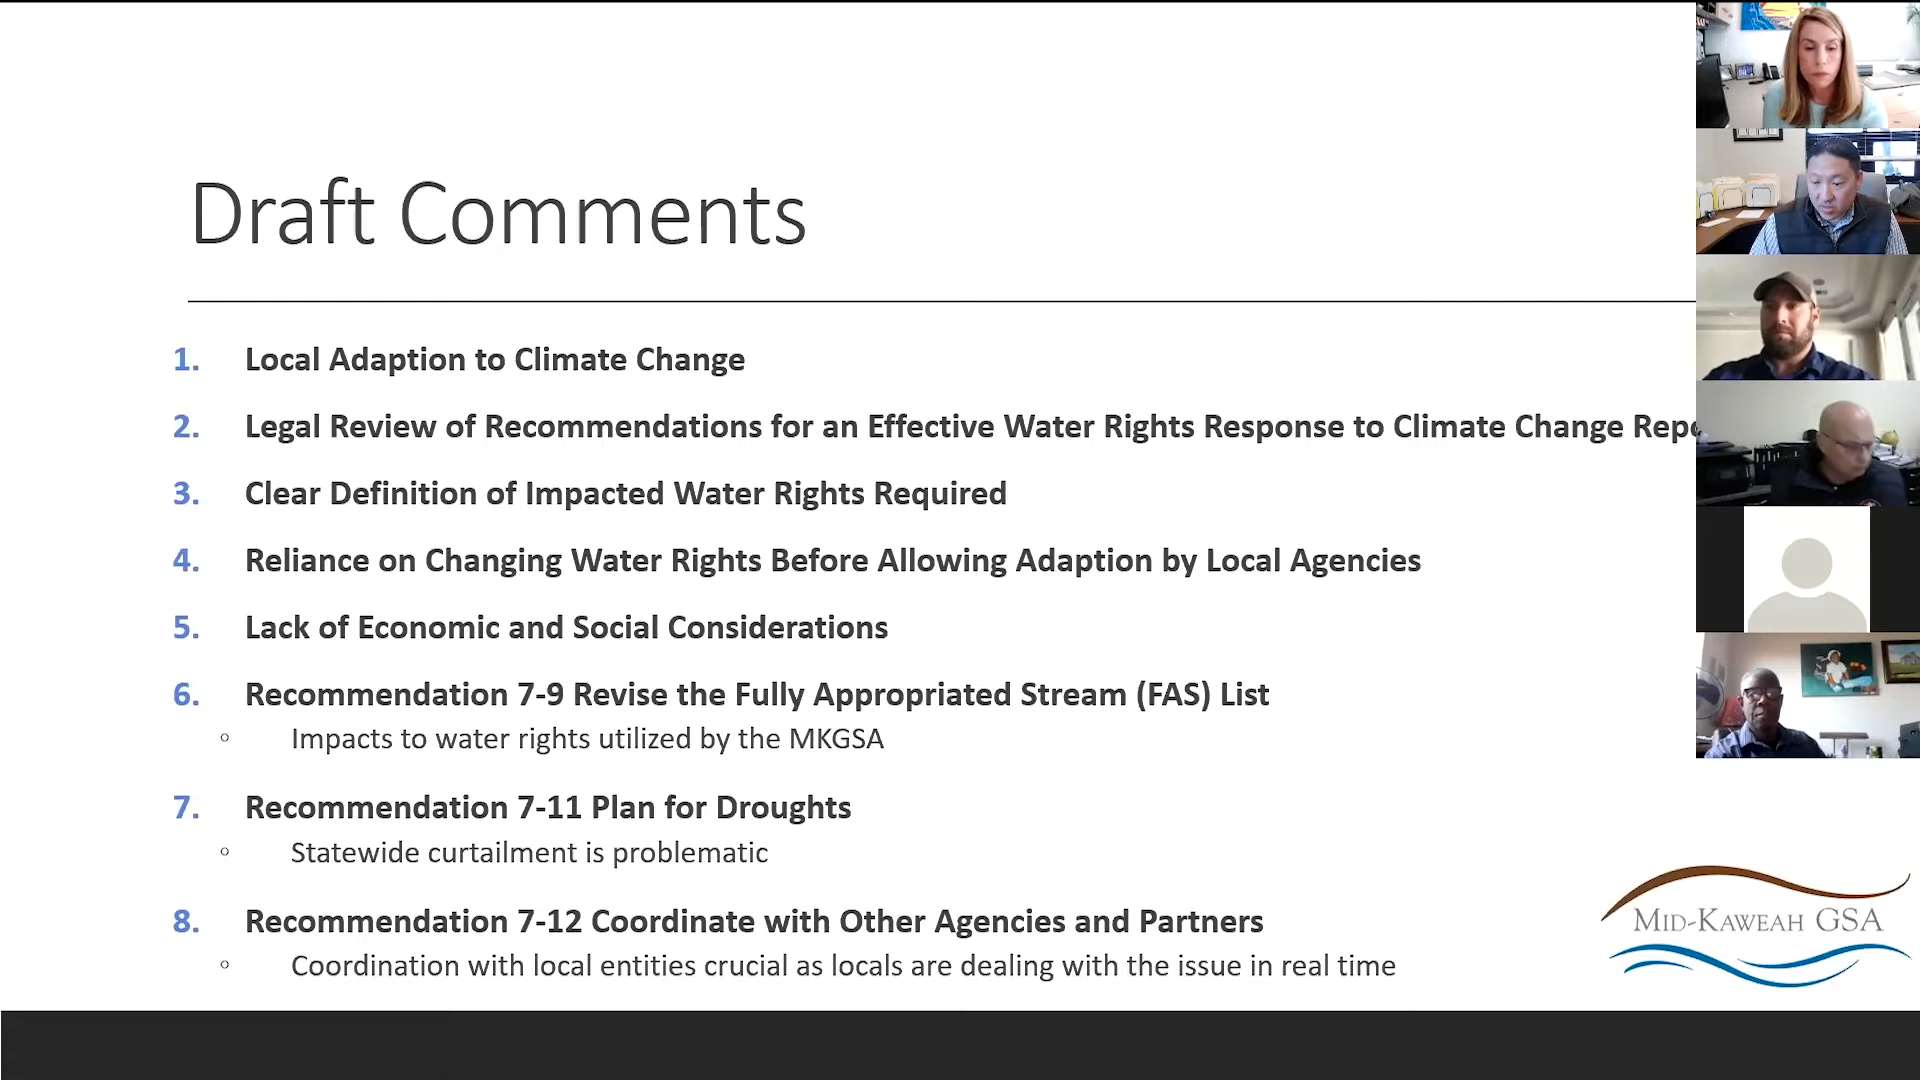 Draft Comments
1. Local Adaption to Climate Change
2. Legal Review of Recommendations for an Effective Water Rights Response to Climate Change Repo
3. Clear Definition of Impacted Water Rights Required
4. Reliance on Changing Water Rights Before Allowing Adaption by Local Agencies
5. Lack of Economic and Social Considerations
6. Recommendation 7-9 Revise the Fully Appropriated Stream (FAS) List
◦ Impacts to water rights utilized by the MKGSA
7. Recommendation 7-11 Plan for Droughts
◦ Statewide curtailment is problematic
8. Recommendation 7-12 Coordinate with Other Agencies and Partners
◦ Coordination with local entities crucial as locals are dealing with the issue in real time
MID-KAWEAH GSA